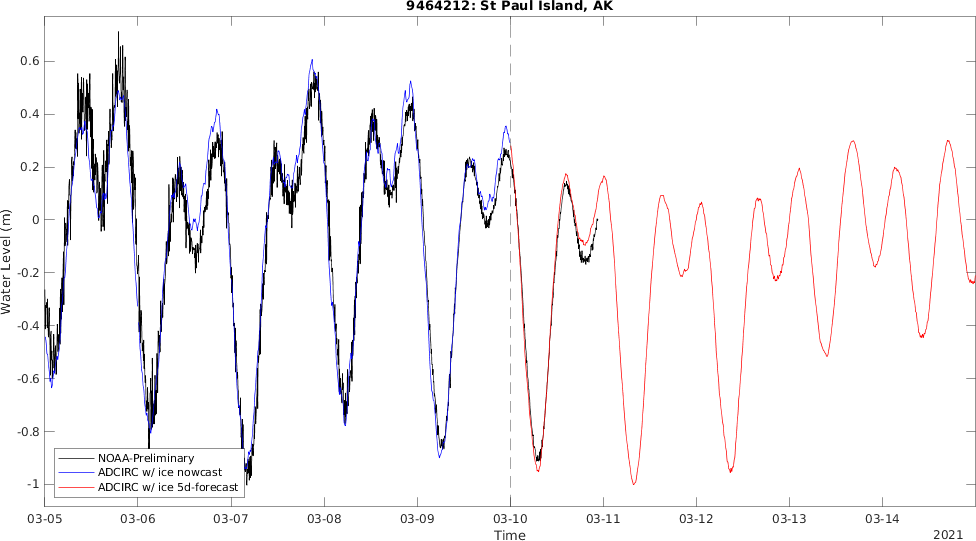 9464212: St Paul Island, AK
Water Level (m)
0.6
0.4
0.2
0
-0.2
-0.4
-0.6
-0.8
-1
NOAA-Preliminary
ADCIRC w/ ice nowcast
ADCIRC w/ ice 5d-forecast
03-05 03-06 03-07 03-08 03-09 03-10 03-11 03-12 03-13 03-14
Time
2021